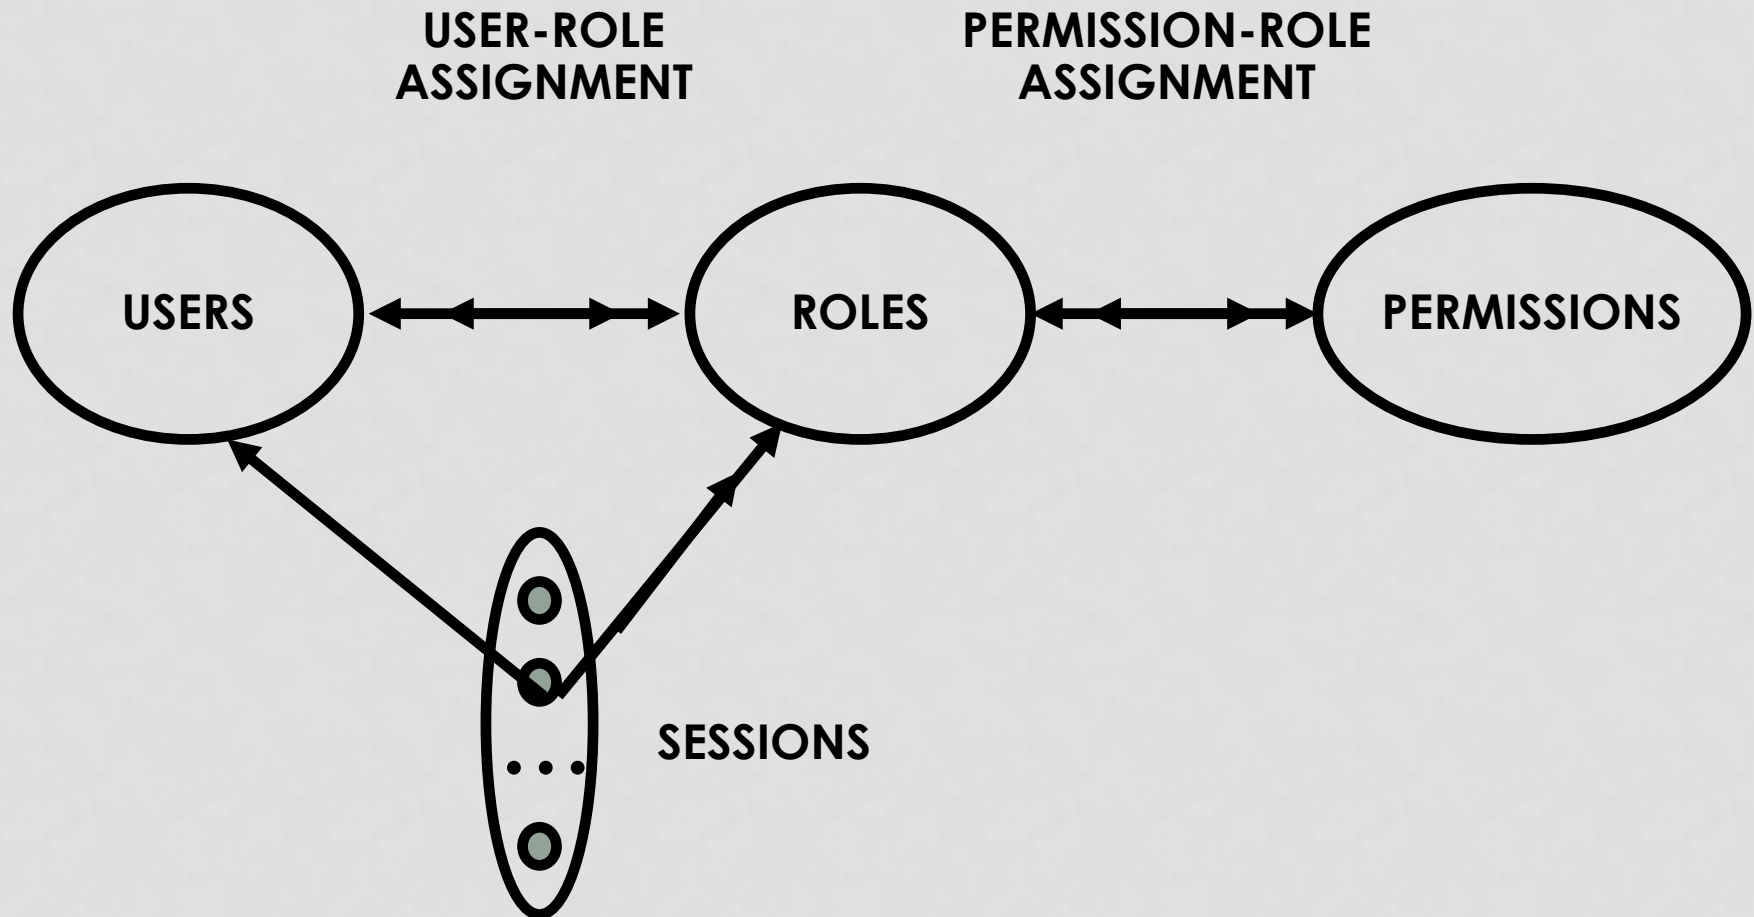 USER-ROLE
ASSIGNMENT
PERMISSION-ROLE
ASSIGNMENT
USERS
ROLES
PERMISSIONS
SESSIONS
...